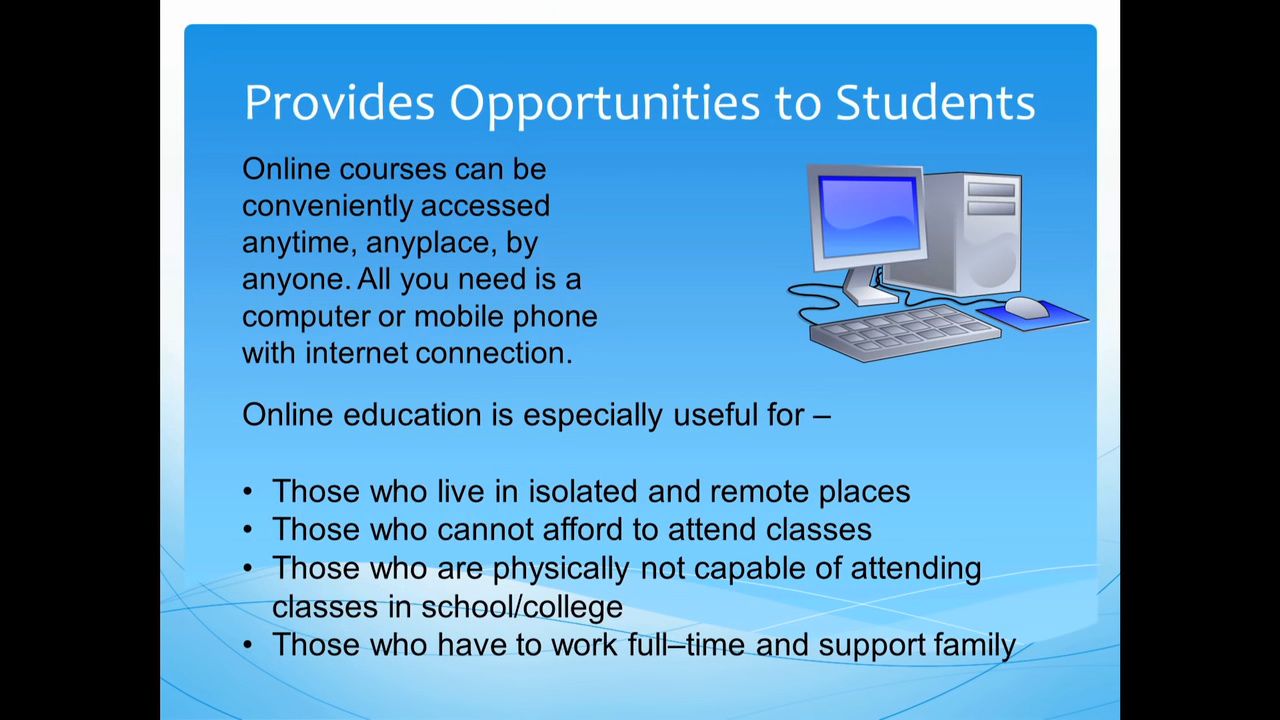 Provides Opportunities to Students
Online courses can be
conveniently accessed
anytime, anyplace, by
anyone. All you need is a
computer or mobile phone
with internet connection.
Online education is especially useful for –
• Those who live in isolated and remote places
• Those who cannot afford to attend classes
• Those who are physically not capable of attending
classes in school/college
• Those who have to work full–time and support family